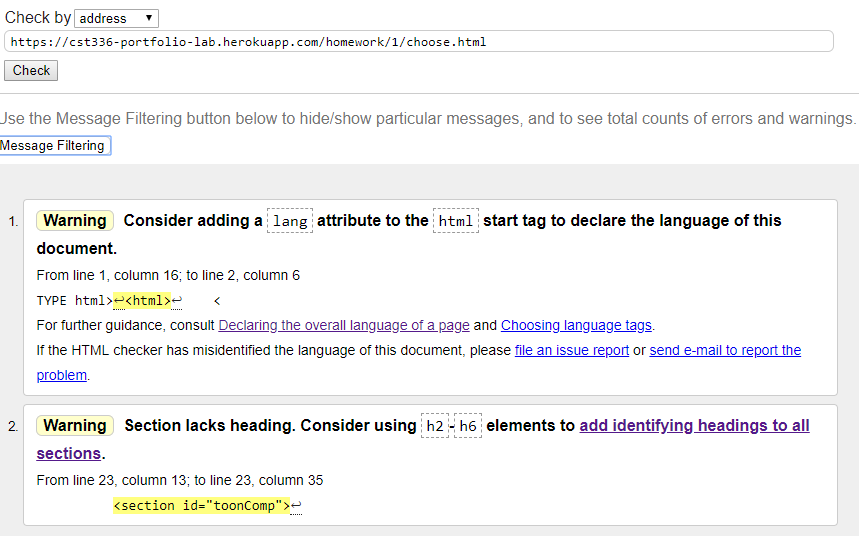 Check by address
https://cst336-portfolio-lab.herokuapp.com/homework/1/choose.html
Check
Use the Message Filtering button below to hide/show particular messages, and to see total counts of errors and warnings.
Message Filtering
1. Warning Consider adding a lang attribute to the html start tag to declare the language of this
document.
From line 1, column 16; to line 2, column 6
TYPE html>↩<html>↩ <
For further guidance, consult Declaring the overall language of a page and Choosing language tags.
If the HTML checker has misidentified the language of this document, please file an issue report or send e-mail to report the
problem.
2. Warning Section lacks heading. Consider using h2-h6 elements to add identifying headings to all
sections.
From line 23, column 13; to line 23, column 35
<section id="toonComp">↩